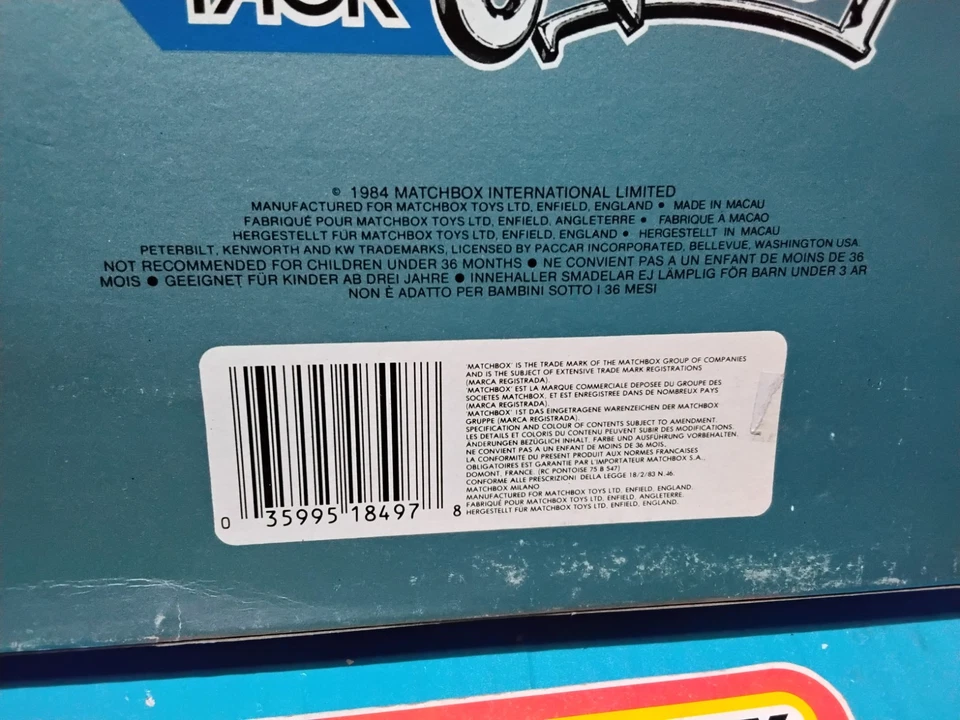 PACK
© 1984 MATCHBOX INTERNATIONAL LIMITED
MANUFACTURED FOR MATCHBOX TOYS LTD, ENFIELD, ENGLAND ● MADE IN MACAU
FABRIQUÉ POUR MATCHBOX TOYS LTD, ENFIELD, ANGLETERRE ● FABRIQUE À MACAO
HERGESTELLT FÜR MATCHBOX TOYS LTD, ENFIELD, ENGLAND ● HERGESTELLT IN MACAU
PETERBILT, KENWORTH AND KW TRADEMARKS, LICENSED BY PACCAR INCORPORATED, BELLEVUE, WASHINGTON USA
NOT RECOMMENDED FOR CHILDREN UNDER 36 MONTHS ● NE CONVIENT PAS A UN ENFANT DE MOINS DE 36
MOIS ● GEEIGNET FÜR KINDER AB DREI JAHRE ● INNEHALLER SMADELAR EJ LÄMPLIG FÖR BARN UNDER 3 AR
NON È ADATTO PER BAMBINI SOTTO I 36 MESI
'MATCHBOX' IS THE TRADE MARK OF THE MATCHBOX GROUP OF COMPANIES
AND IS THE SUBJECT OF EXTENSIVE TRADE MARK REGISTRATIONS
(MARCA REGISTRADA).
'MATCHBOX' EST LA MARQUE COMMERCIALE DEPOSEE DU GROUPE DES
SOCIETES MATCHBOX, ET EST ENREGISTREE DANS DE NOMBREUX PAYS
(MARCA REGISTRADA).
'MATCHBOX' IST DAS EINGETRAGENE WARENZEICHEN DER MATCHBOX
GRUPPE (MARCA REGISTRADA).
SPECIFICATION AND COLOUR OF CONTENTS SUBJECT TO AMENDMENT.
LES DETAILS ET COLORIS DU CONTENU PEUVENT SUBIR DES MODIFICATIONS.
ÄNDERUNGEN BEZÜGLICH INHALT, FARBE UND AUSFÜHRUNG VORBEHALTEN.
NE CONVIENT PAS A UN ENFANT DE MOINS DE 36 MOIS.
LA CONFORMITE DU PRESENT PRODUIT AUX NORMES FRANCAISES
OBLIGATOIRES EST GARANTIE PAR L'IMPORTATEUR MATCHBOX S.A.,
DOMONT, FRANCE. (RC PONTOISE 75 B 547)
CONFORME ALLE PRESCRIZIONI DELLA LEGGE 18/2/83 N.46.
MATCHBOX MILANO
MANUFACTURED FOR MATCHBOX TOYS LTD, ENFIELD, ENGLAND.
FABRIQUÉ POUR MATCHBOX TOYS LTD, ENFIELD, ANGLETERRE.
HERGESTELLT FÜR MATCHBOX TOYS LTD, ENFIELD, ENGLAND.
0 35995 18497 8